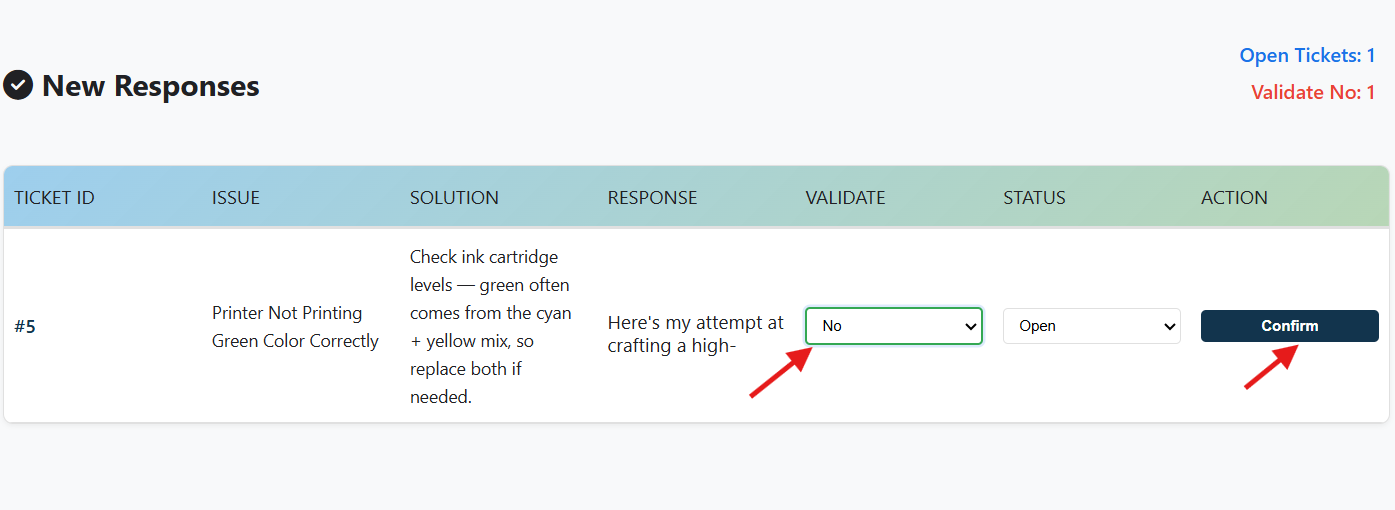 Open Tickets: 1
New Responses
Validate No: 1
TICKET ID ISSUE SOLUTION RESPONSE VALIDATE STATUS ACTION
#5
Printer Not Printing
Green Color Correctly
Check ink cartridge
levels — green often
comes from the cyan
+ yellow mix, so
replace both if
needed.
Here's my attempt at
crafting a high-
No
Open
Confirm